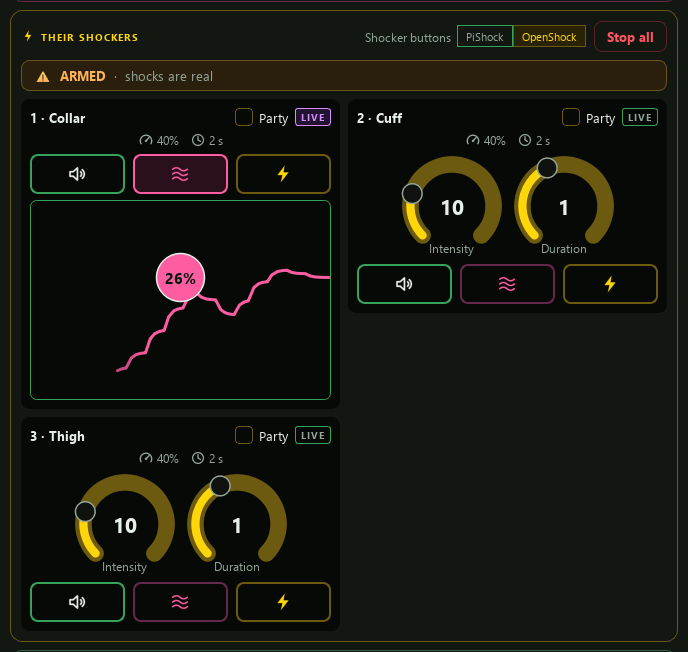 THEIR SHOCKERS
Shocker buttons PiShock OpenShock Stop all
ARMED · shocks are real
1 · Collar Party LIVE
40% 2 s
26%
2 · Cuff Party LIVE
40% 2 s
10 1
Intensity Duration
3 · Thigh Party LIVE
40% 2 s
10 1
Intensity Duration